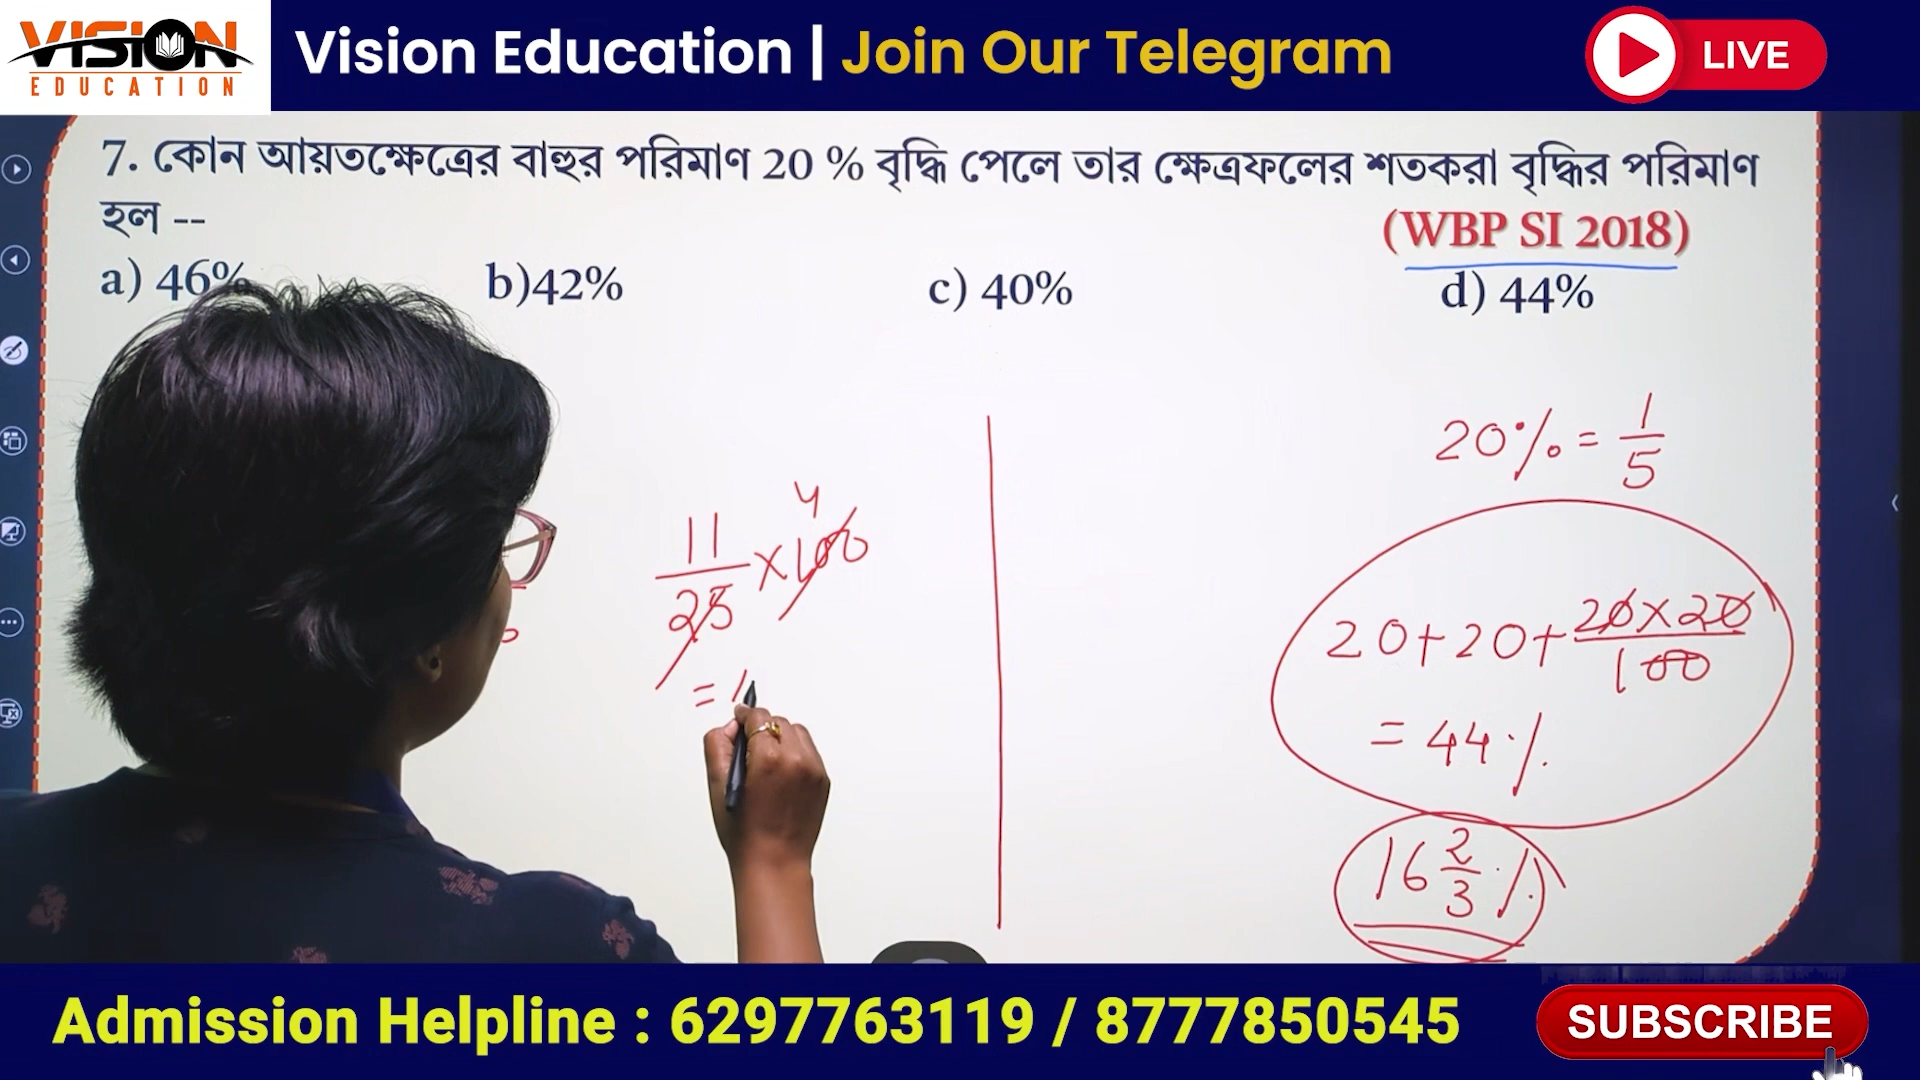 VISION
EDUCATION
Vision Education | Join Our Telegram
LIVE
7. কোন আয়তক্ষেত্রের বাহুর পরিমাণ 20 % বৃদ্ধি পেলে তার ক্ষেত্রফলের শতকরা বৃদ্ধির পরিমাণ
হল --
(WBP SI 2018)
a) 46% b)42% c) 40% d) 44%
20% = 1/5
4
11/25 × 100
=
20+20+ 20×20/100
= 44%
16 2/3 %
Admission Helpline : 6297763119 / 8777850545
SUBSCRIBE